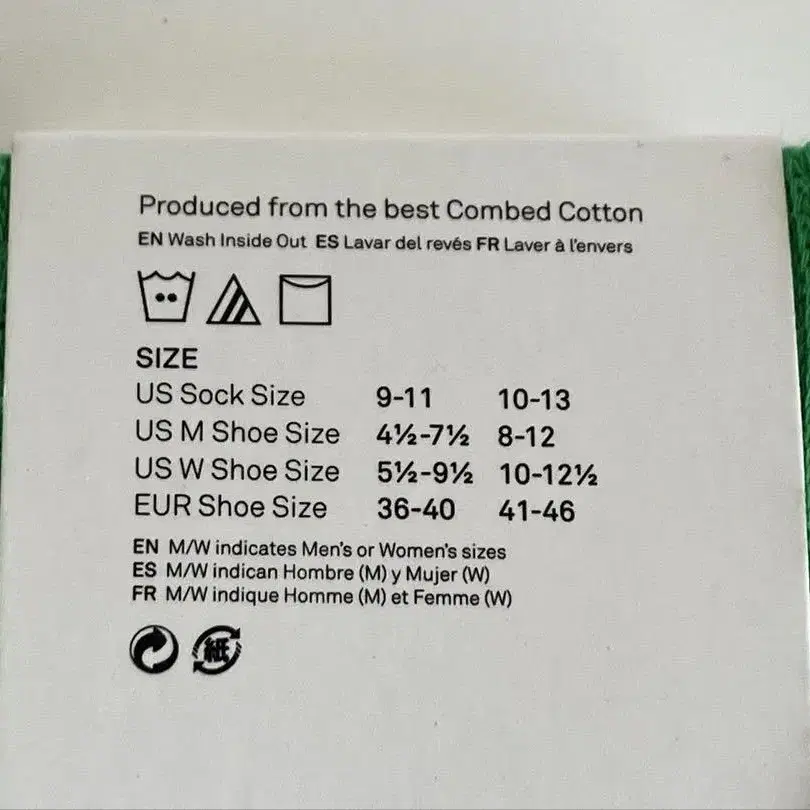 Produced from the best Combed Cotton
EN Wash Inside Out ES Lavar del revés FR Laver à l'envers
SIZE
US Sock Size 9-11 10-13
US M Shoe Size 4½-7½ 8-12
US W Shoe Size 5½-9½ 10-12½
EUR Shoe Size 36-40 41-46
EN M/W indicates Men's or Women's sizes
ES M/W indican Hombre (M) y Mujer (W)
FR M/W indique Homme (M) et Femme (W)
紙